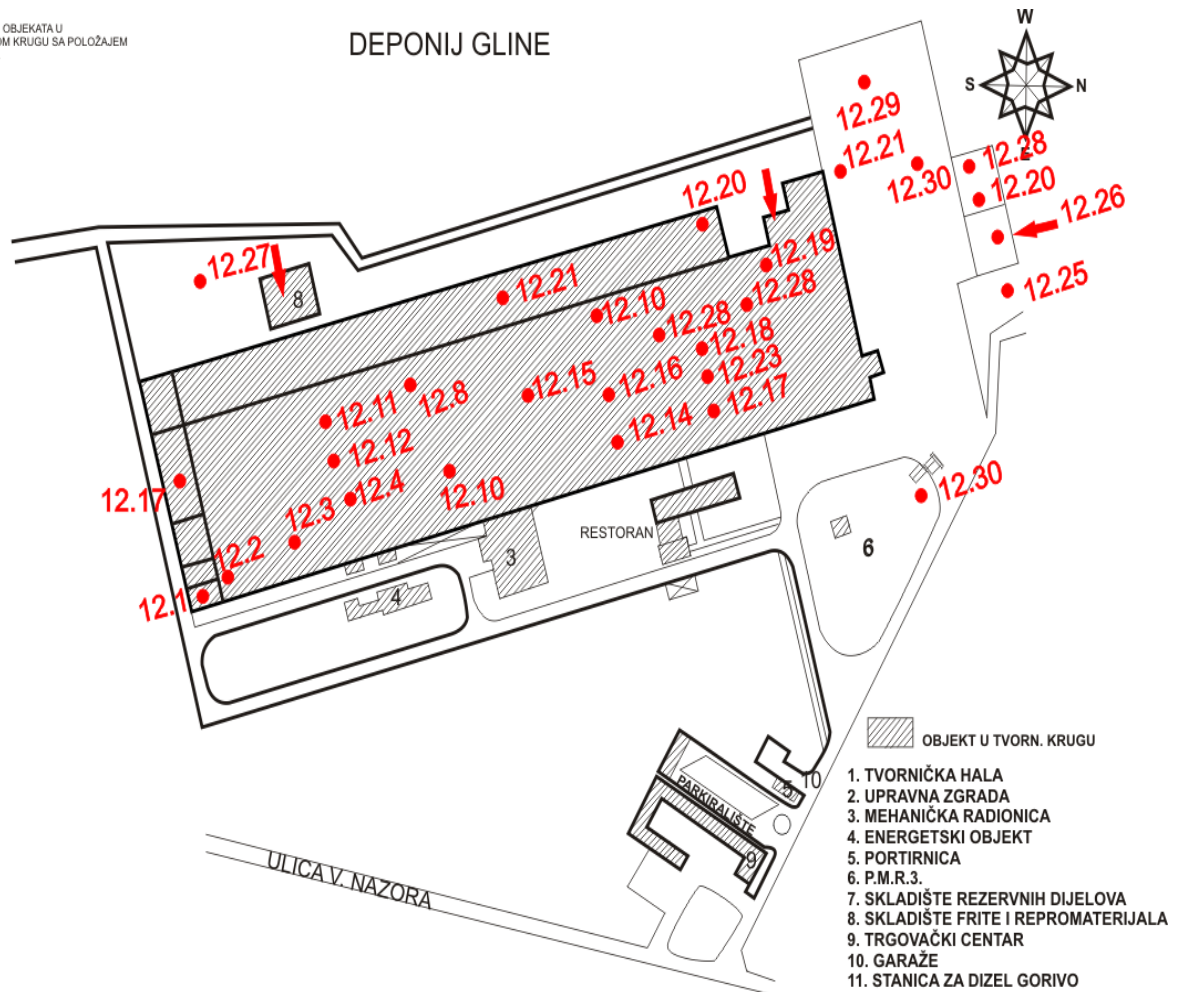 OBJEKATA U
OM KRUGU SA POLOŽAJEM
DEPONIJ GLINE
W
S
N
E
12.29
12.21
12.30
12.28
12.20
12.26
12.25
12.20
12.19
12.27
8
12.21
12.10
12.28
12.28
12.18
12.23
12.17
12.15
12.16
12.14
12.11
12.8
12.12
12.4
12.10
12.17
12.3
12.2
12.1
12.30
RESTORAN
3
4
6
10
5
PARKIRALIŠTE
9
ULICA V. NAZORA
OBJEKT U TVORN. KRUGU
1. TVORNIČKA HALA
2. UPRAVNA ZGRADA
3. MEHANIČKA RADIONICA
4. ENERGETSKI OBJEKT
5. PORTIRNICA
6. P.M.R.3.
7. SKLADIŠTE REZERVNIH DIJELOVA
8. SKLADIŠTE FRITE I REPROMATERIJALA
9. TRGOVAČKI CENTAR
10. GARAŽE
11. STANICA ZA DIZEL GORIVO